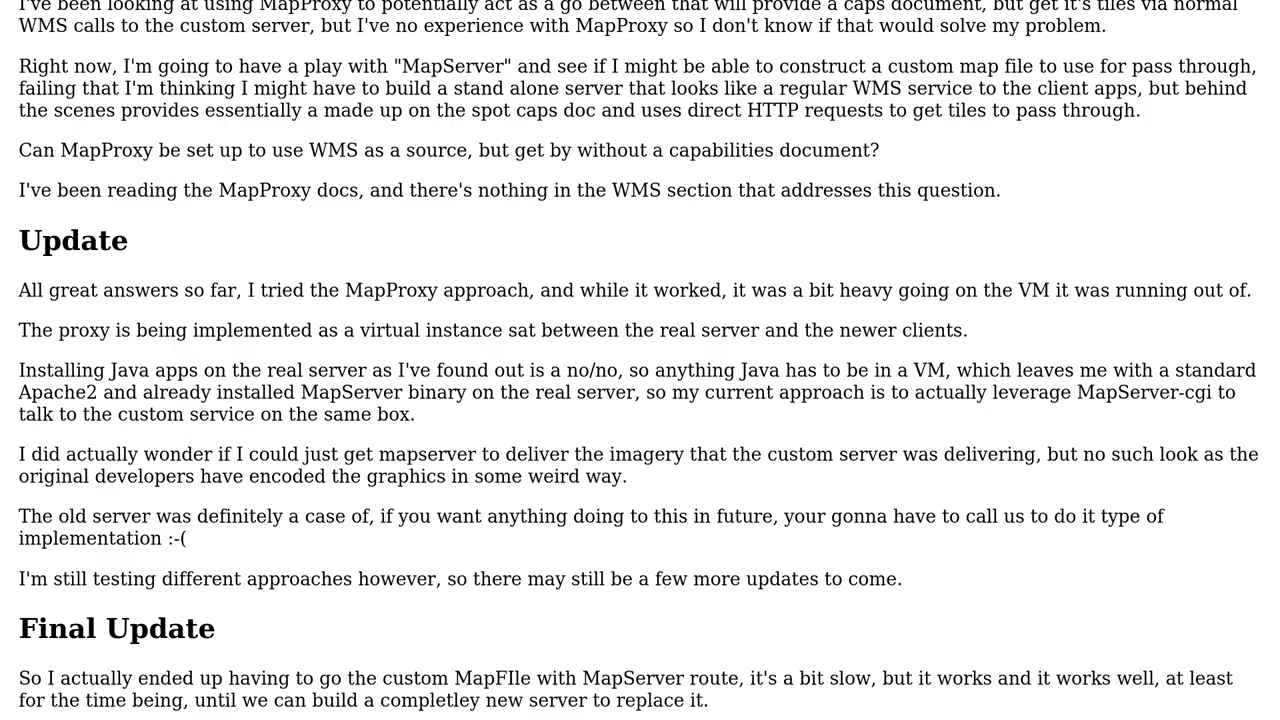 I've been looking at using MapProxy to potentially act as a go between that will provide a caps document, but get it's tiles via normal
WMS calls to the custom server, but I've no experience with MapProxy so I don't know if that would solve my problem.
Right now, I'm going to have a play with "MapServer" and see if I might be able to construct a custom map file to use for pass through,
failing that I'm thinking I might have to build a stand alone server that looks like a regular WMS service to the client apps, but behind
the scenes provides essentially a made up on the spot caps doc and uses direct HTTP requests to get tiles to pass through.
Can MapProxy be set up to use WMS as a source, but get by without a capabilities document?
I've been reading the MapProxy docs, and there's nothing in the WMS section that addresses this question.
Update
All great answers so far, I tried the MapProxy approach, and while it worked, it was a bit heavy going on the VM it was running out of.
The proxy is being implemented as a virtual instance sat between the real server and the newer clients.
Installing Java apps on the real server as I've found out is a no/no, so anything Java has to be in a VM, which leaves me with a standard
Apache2 and already installed MapServer binary on the real server, so my current approach is to actually leverage MapServer-cgi to
talk to the custom service on the same box.
I did actually wonder if I could just get mapserver to deliver the imagery that the custom server was delivering, but no such look as the
original developers have encoded the graphics in some weird way.
The old server was definitely a case of, if you want anything doing to this in future, your gonna have to call us to do it type of
implementation :-(
I'm still testing different approaches however, so there may still be a few more updates to come.
Final Update
So I actually ended up having to go the custom MapFIle with MapServer route, it's a bit slow, but it works and it works well, at least
for the time being, until we can build a completley new server to replace it.